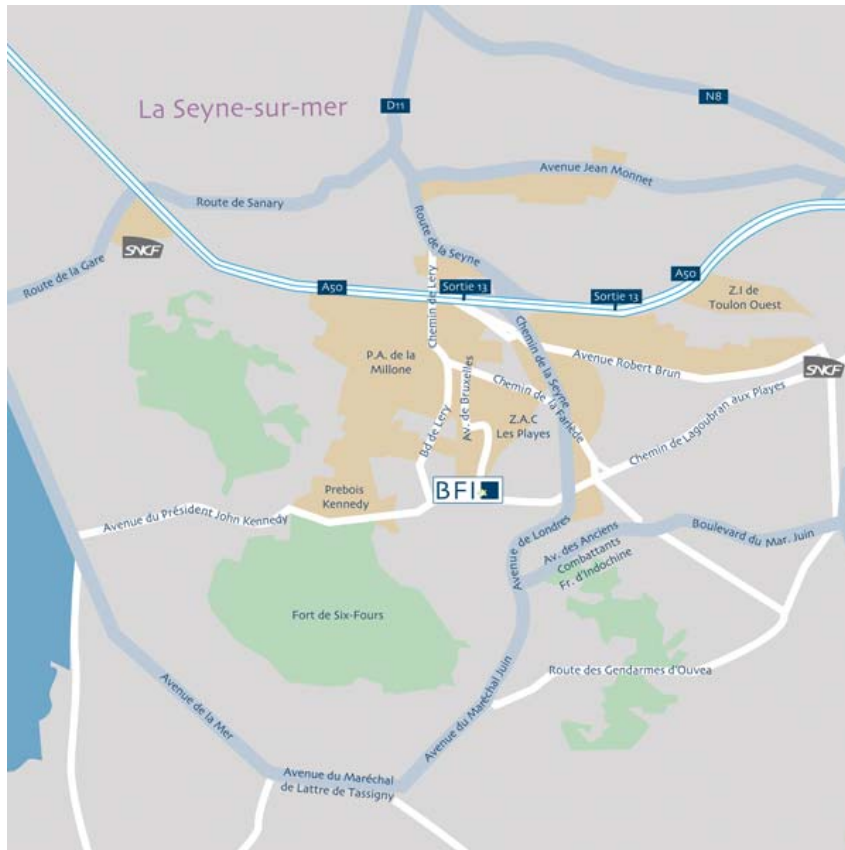 N8
D11
La Seyne-sur-mer
Avenue Jean Monnet
Route de Sanary
Route de la Seyne
SNCF
Route de la Gare
A50
Z.I de
Toulon Ouest
A50
Sortie 13
Sortie 13
Chemin de Lery
Chemin de la Seyne
P.A. de la
Millone
Avenue Robert Brun
SNCF
Av. de Bruxelles
Chemin de la Farlède
Chemin de Lagoubran aux Playes
Z.A.C
Les Playes
Bd de Lery
Prebois
Kennedy
BFI
Avenue du Président John Kennedy
Avenue de Londres
Av. des Anciens
Combattants
Fr. d'Indochine
Boulevard du Mar. Juin
Fort de Six-Fours
Route des Gendarmes d'Ouvea
Avenue de la Mer
Avenue du Maréchal Juin
Avenue du Maréchal
de Lattre de Tassigny